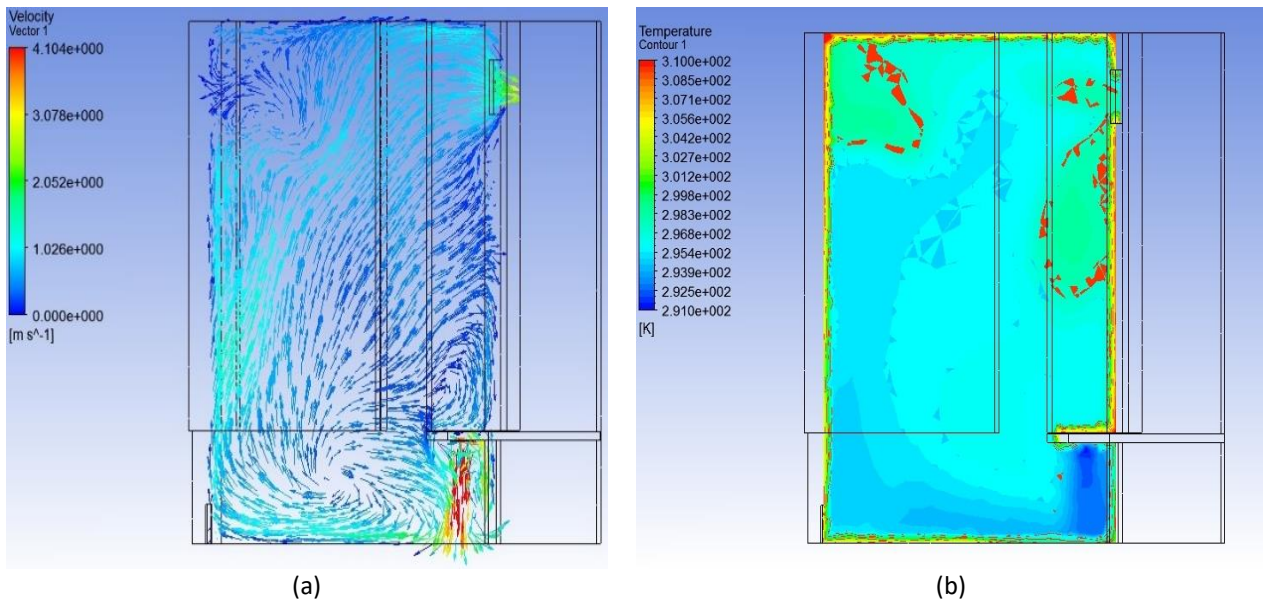 Velocity
Vector 1
4.104e+000
3.078e+000
2.052e+000
1.026e+000
0.000e+000
[m s^-1]
(a)
Temperature
Contour 1
3.100e+002
3.085e+002
3.071e+002
3.056e+002
3.042e+002
3.027e+002
3.012e+002
2.998e+002
2.983e+002
2.968e+002
2.954e+002
2.939e+002
2.925e+002
2.910e+002
[K]
(b)